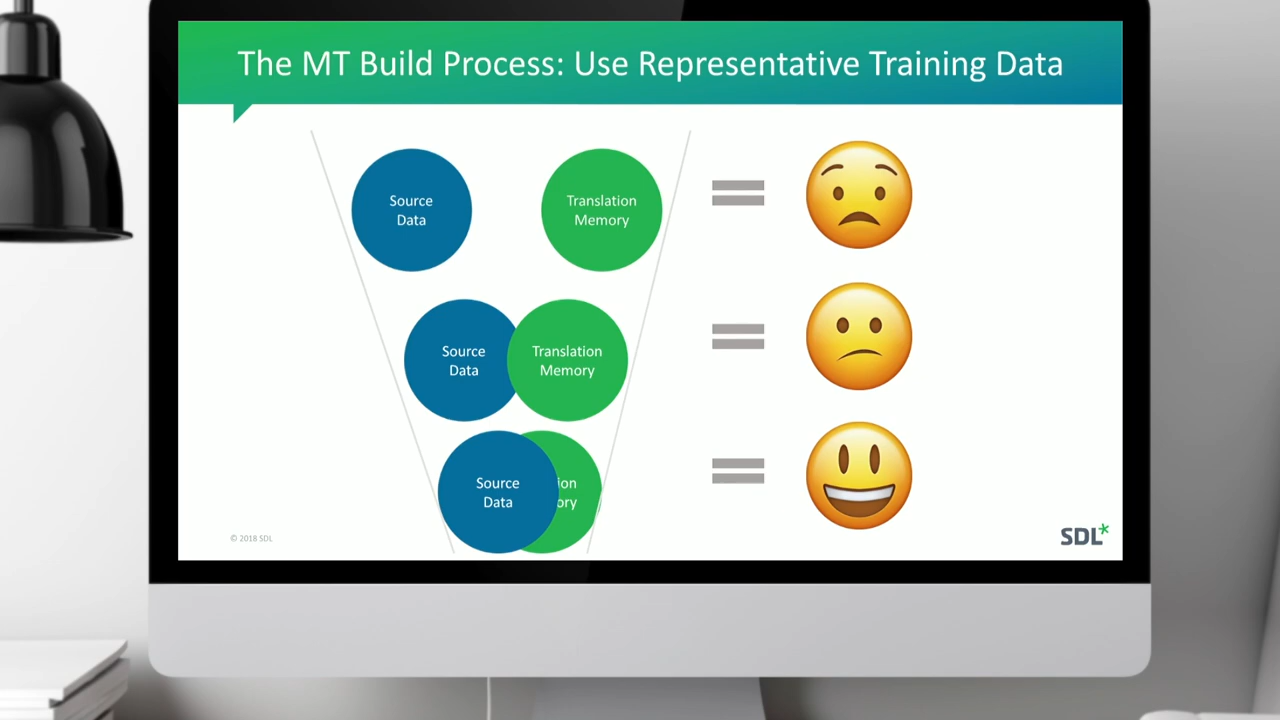 The MT Build Process: Use Representative Training Data
Source
Data
Translation
Memory
Source
Data
Translation
Memory
Source
Data
© 2018 SDL
SDL*